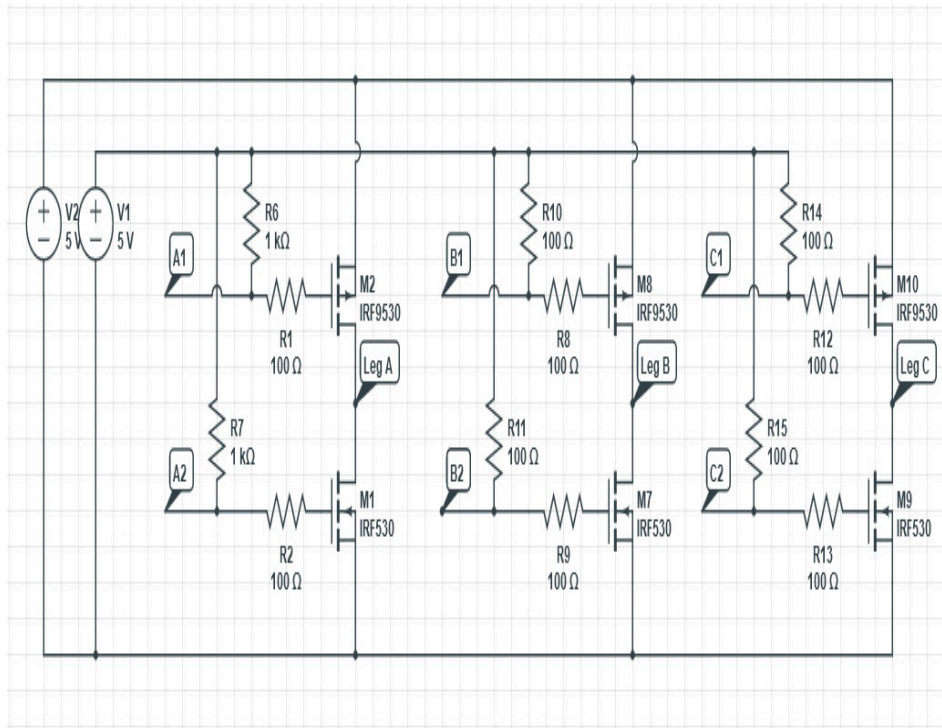 V2
5 V
V1
5 V
A1
R6
1 kΩ
R1
100 Ω
M2
IRF9530
Leg A
R7
1 kΩ
A2
R2
100 Ω
M1
IRF530
B1
R10
100 Ω
R8
100 Ω
M8
IRF9530
Leg B
R11
100 Ω
B2
R9
100 Ω
M7
IRF530
C1
R14
100 Ω
R12
100 Ω
M10
IRF9530
Leg C
R15
100 Ω
C2
R13
100 Ω
M9
IRF530